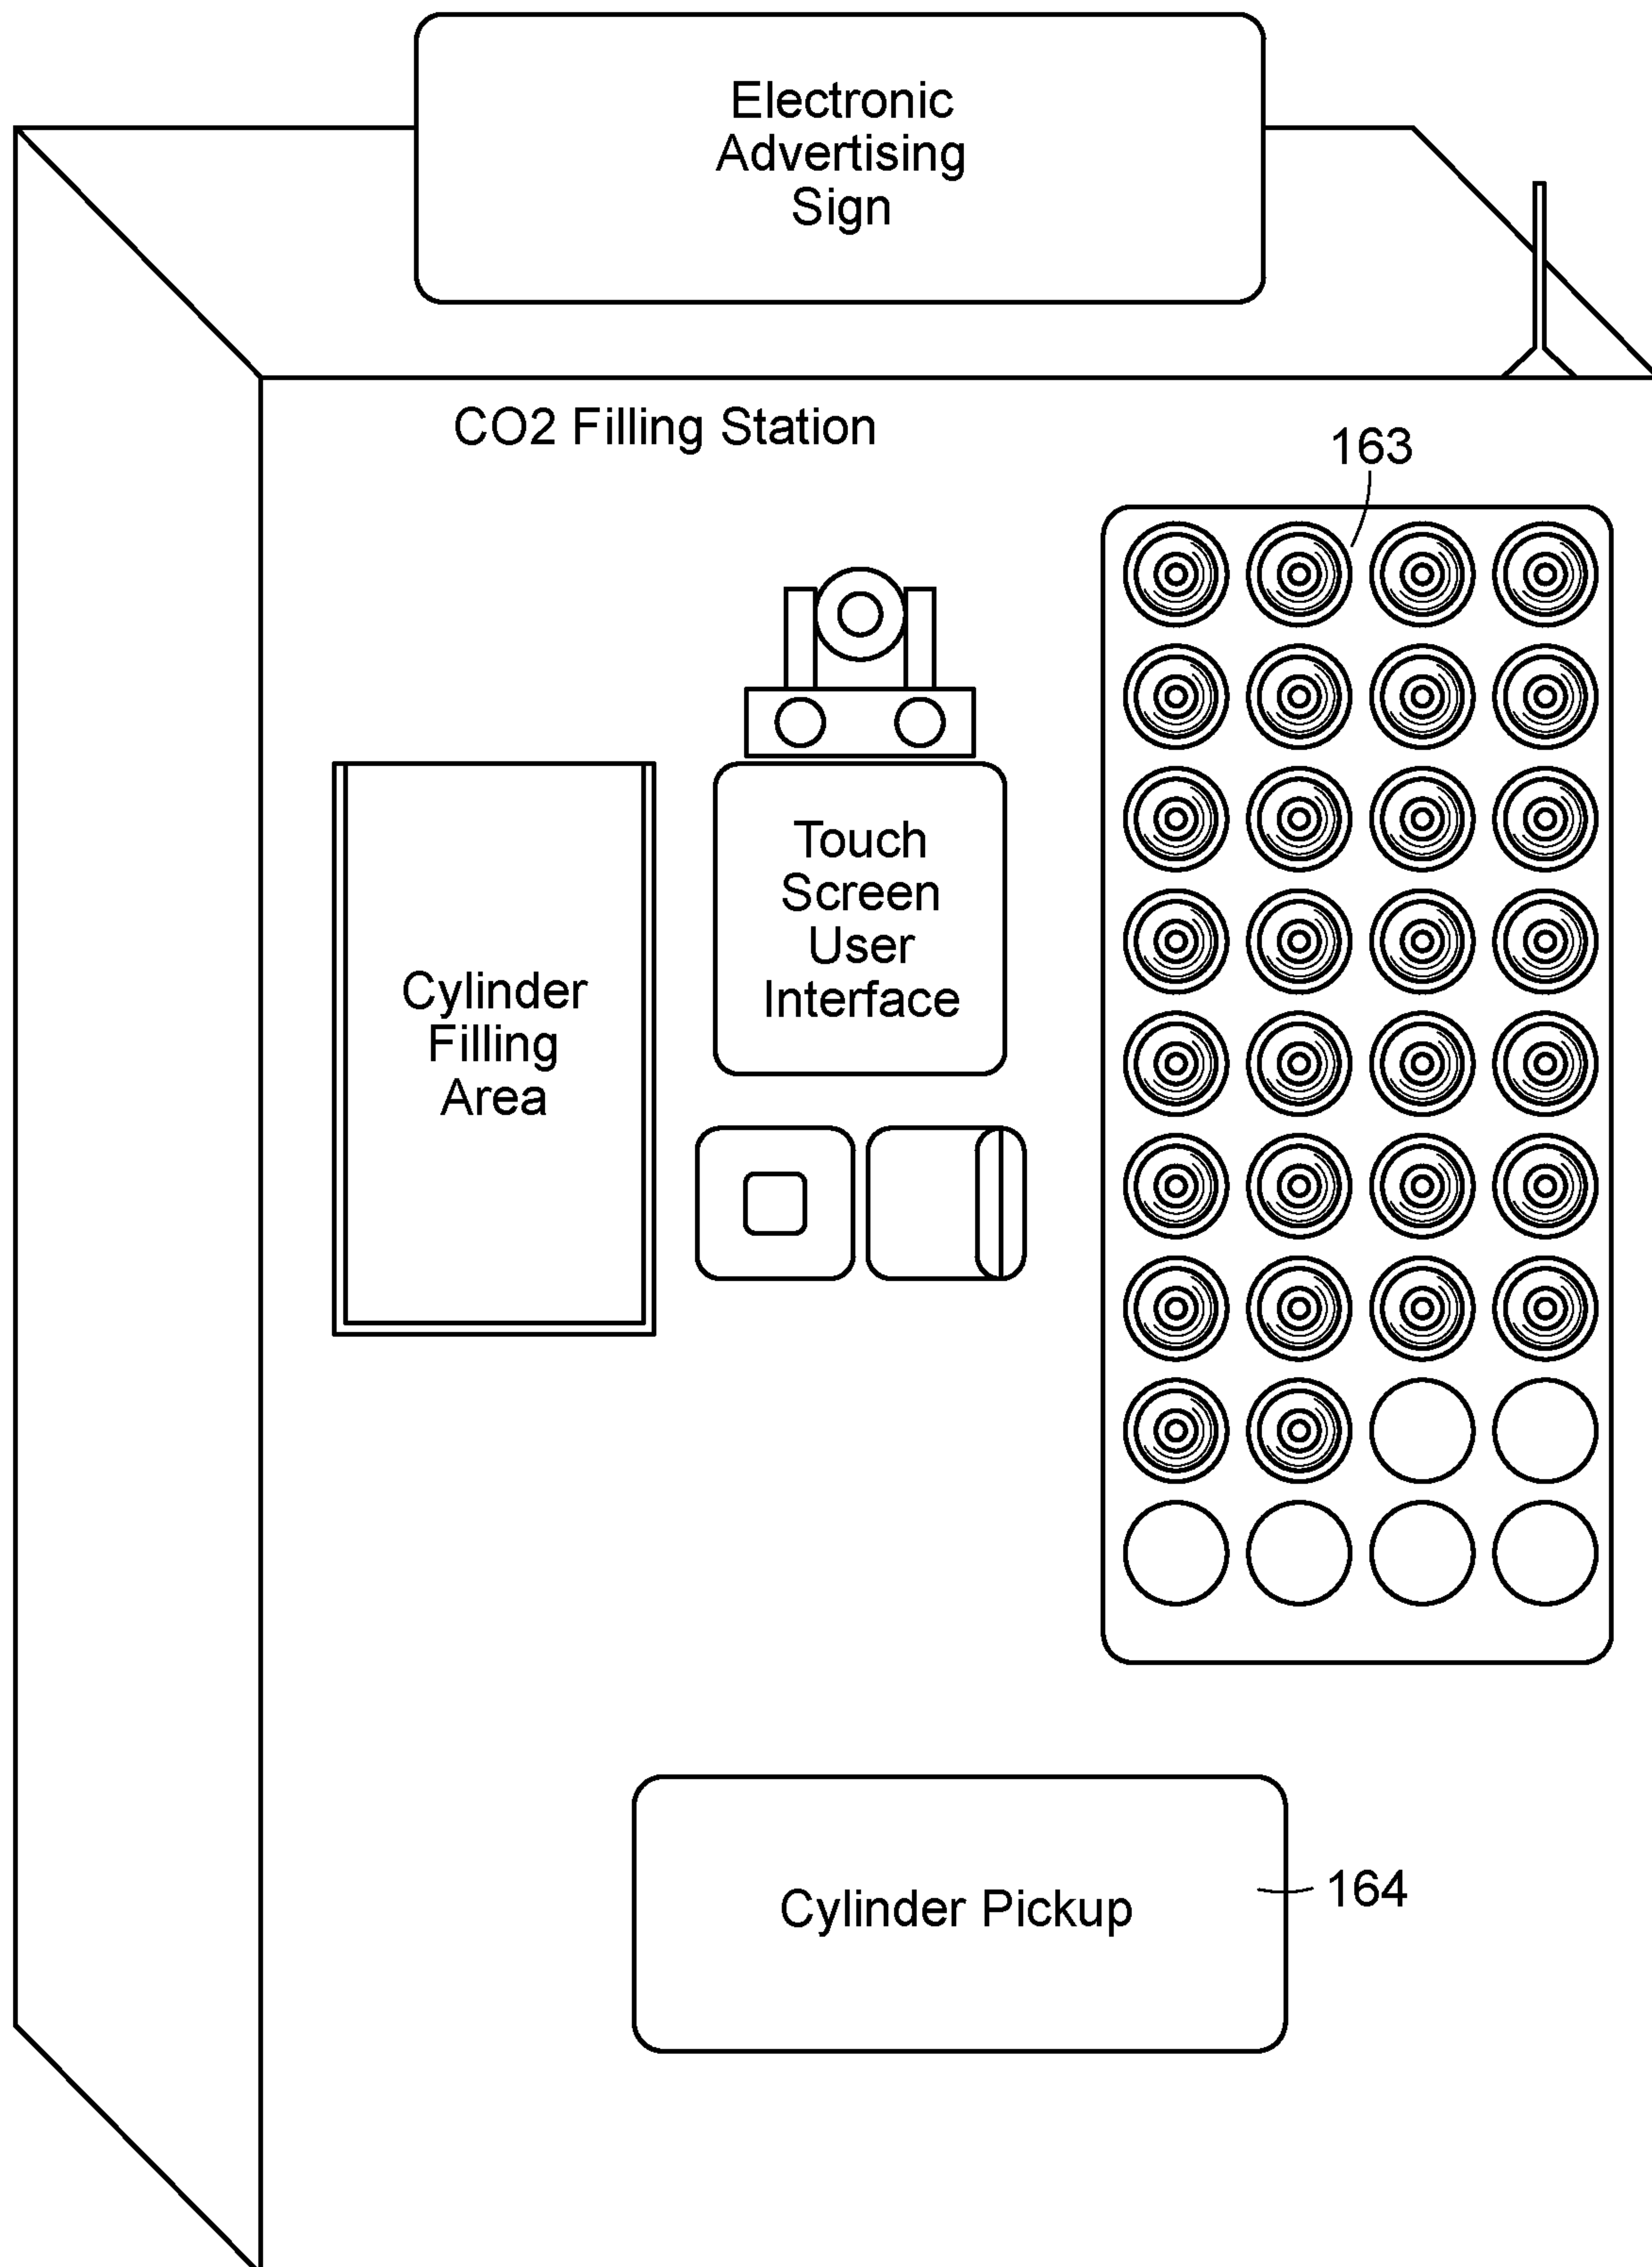 Electronic
Advertising
Sign
CO2 Filling Station
163
Touch
Screen
User
Interface
Cylinder
Filling
Area
Cylinder Pickup
164